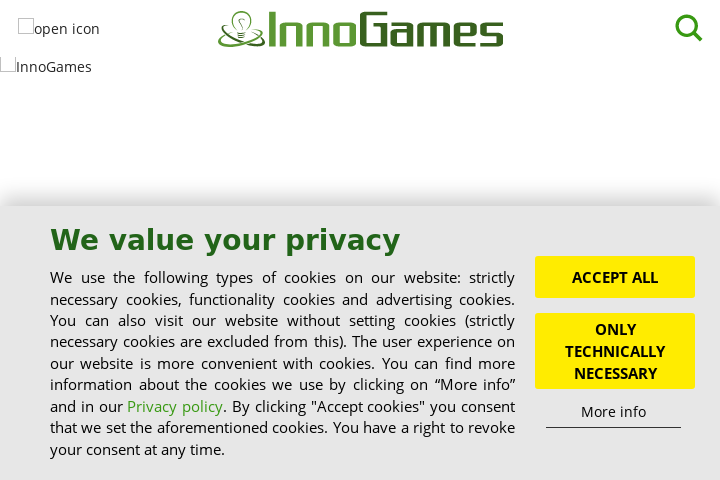 open icon
InnoGames
InnoGames
We value your privacy
We use the following types of cookies on our website: strictly
necessary cookies, functionality cookies and advertising cookies.
You can also visit our website without setting cookies (strictly
necessary cookies are excluded from this). The user experience on
our website is more convenient with cookies. You can find more
information about the cookies we use by clicking on “More info”
and in our Privacy policy. By clicking "Accept cookies" you consent
that we set the aforementioned cookies. You have a right to revoke
your consent at any time.
ACCEPT ALL
ONLY
TECHNICALLY
NECESSARY
More info